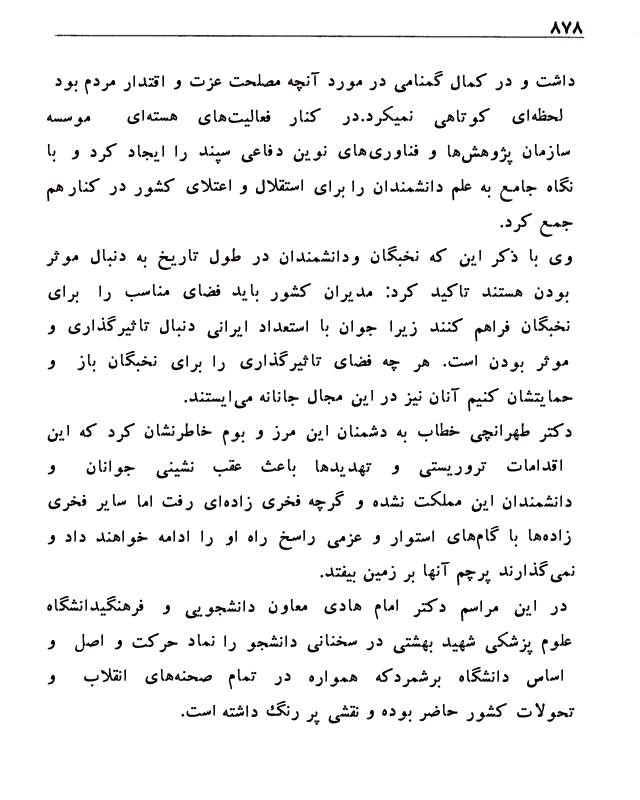 ۸۷۸
داشت و در کمال گمنامی در مورد آنچه مصلحت عزت و اقتدار مردم بود
لحظه‌ای کوتاهی نمیکرد.در کنار فعالیت‌های هسته‌ای موسسه
سازمان پژوهش‌ها و فناوری‌های نوین دفاعی سپند را ایجاد کرد و با
نگاه جامع به علم دانشمندان را برای استقلال و اعتلای کشور در کنار هم
جمع کرد.
وی با ذکر این که نخبگان ودانشمندان در طول تاریخ به دنبال موثر
بودن هستند تاکید کرد: مدیران کشور باید فضای مناسب را برای
نخبگان فراهم کنند زیرا جوان با استعداد ایرانی دنبال تاثیرگذاری و
موثر بودن است. هر چه فضای تاثیرگذاری را برای نخبگان باز و
حمایتشان کنیم آنان نیز در این مجال جانانه می‌ایستند.
دکتر طهرانچی خطاب به دشمنان این مرز و بوم خاطرنشان کرد که این
اقدامات تروریستی و تهدیدها باعث عقب نشینی جوانان و
دانشمندان این مملکت نشده و گرچه فخری زاده‌ای رفت اما سایر فخری
زاده‌ها با گام‌های استوار و عزمی راسخ راه او را ادامه خواهند داد و
نمی‌گذارند پرچم آنها بر زمین بیفتد.
در این مراسم دکتر امام هادی معاون دانشجویی و فرهنگیدانشگاه
علوم پزشکی شهید بهشتی در سخنانی دانشجو را نماد حرکت و اصل و
اساس دانشگاه برشمردکه همواره در تمام صحنه‌های انقلاب و
تحولات کشور حاضر بوده و نقشی پر رنگ داشته است.